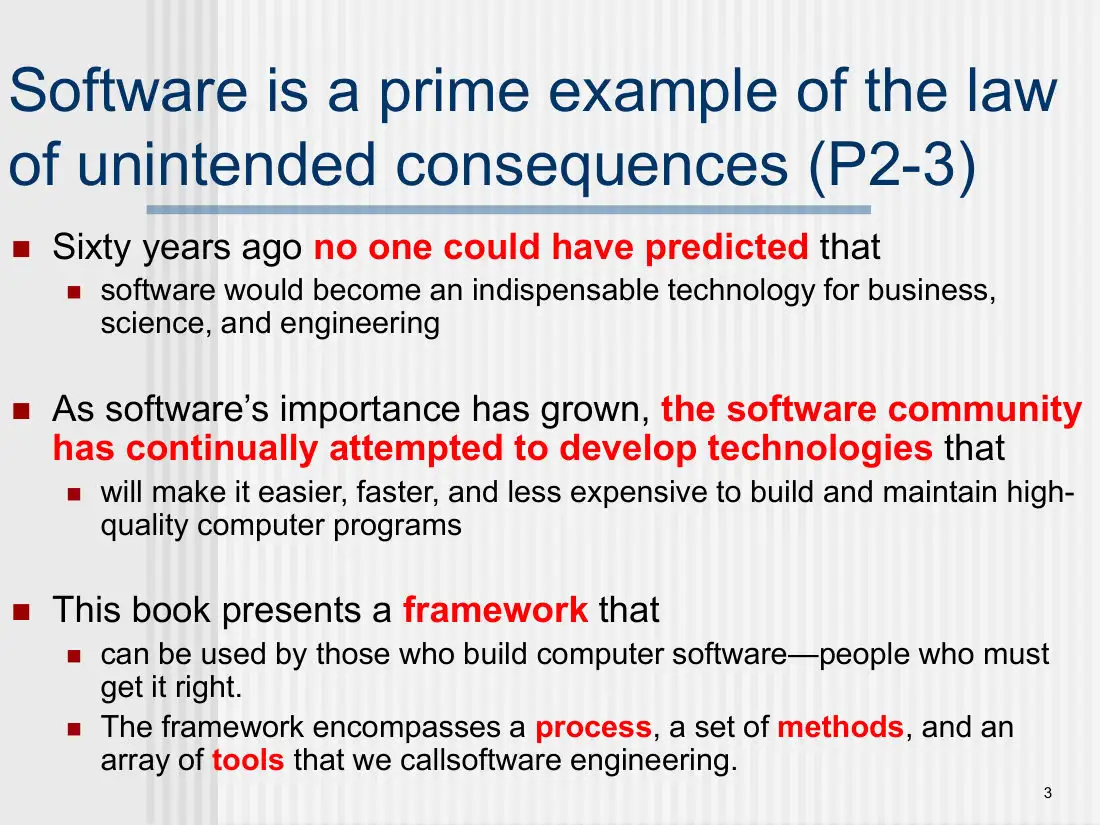 Software is a prime example of the law
of unintended consequences (P2-3)
Sixty years ago no one could have predicted that
software would become an indispensable technology for business,
science, and engineering
As software’s importance has grown, the software community
has continually attempted to develop technologies that
will make it easier, faster, and less expensive to build and maintain high-
quality computer programs
This book presents a framework that
can be used by those who build computer software—people who must
get it right.
The framework encompasses a process, a set of methods, and an
array of tools that we callsoftware engineering.
3